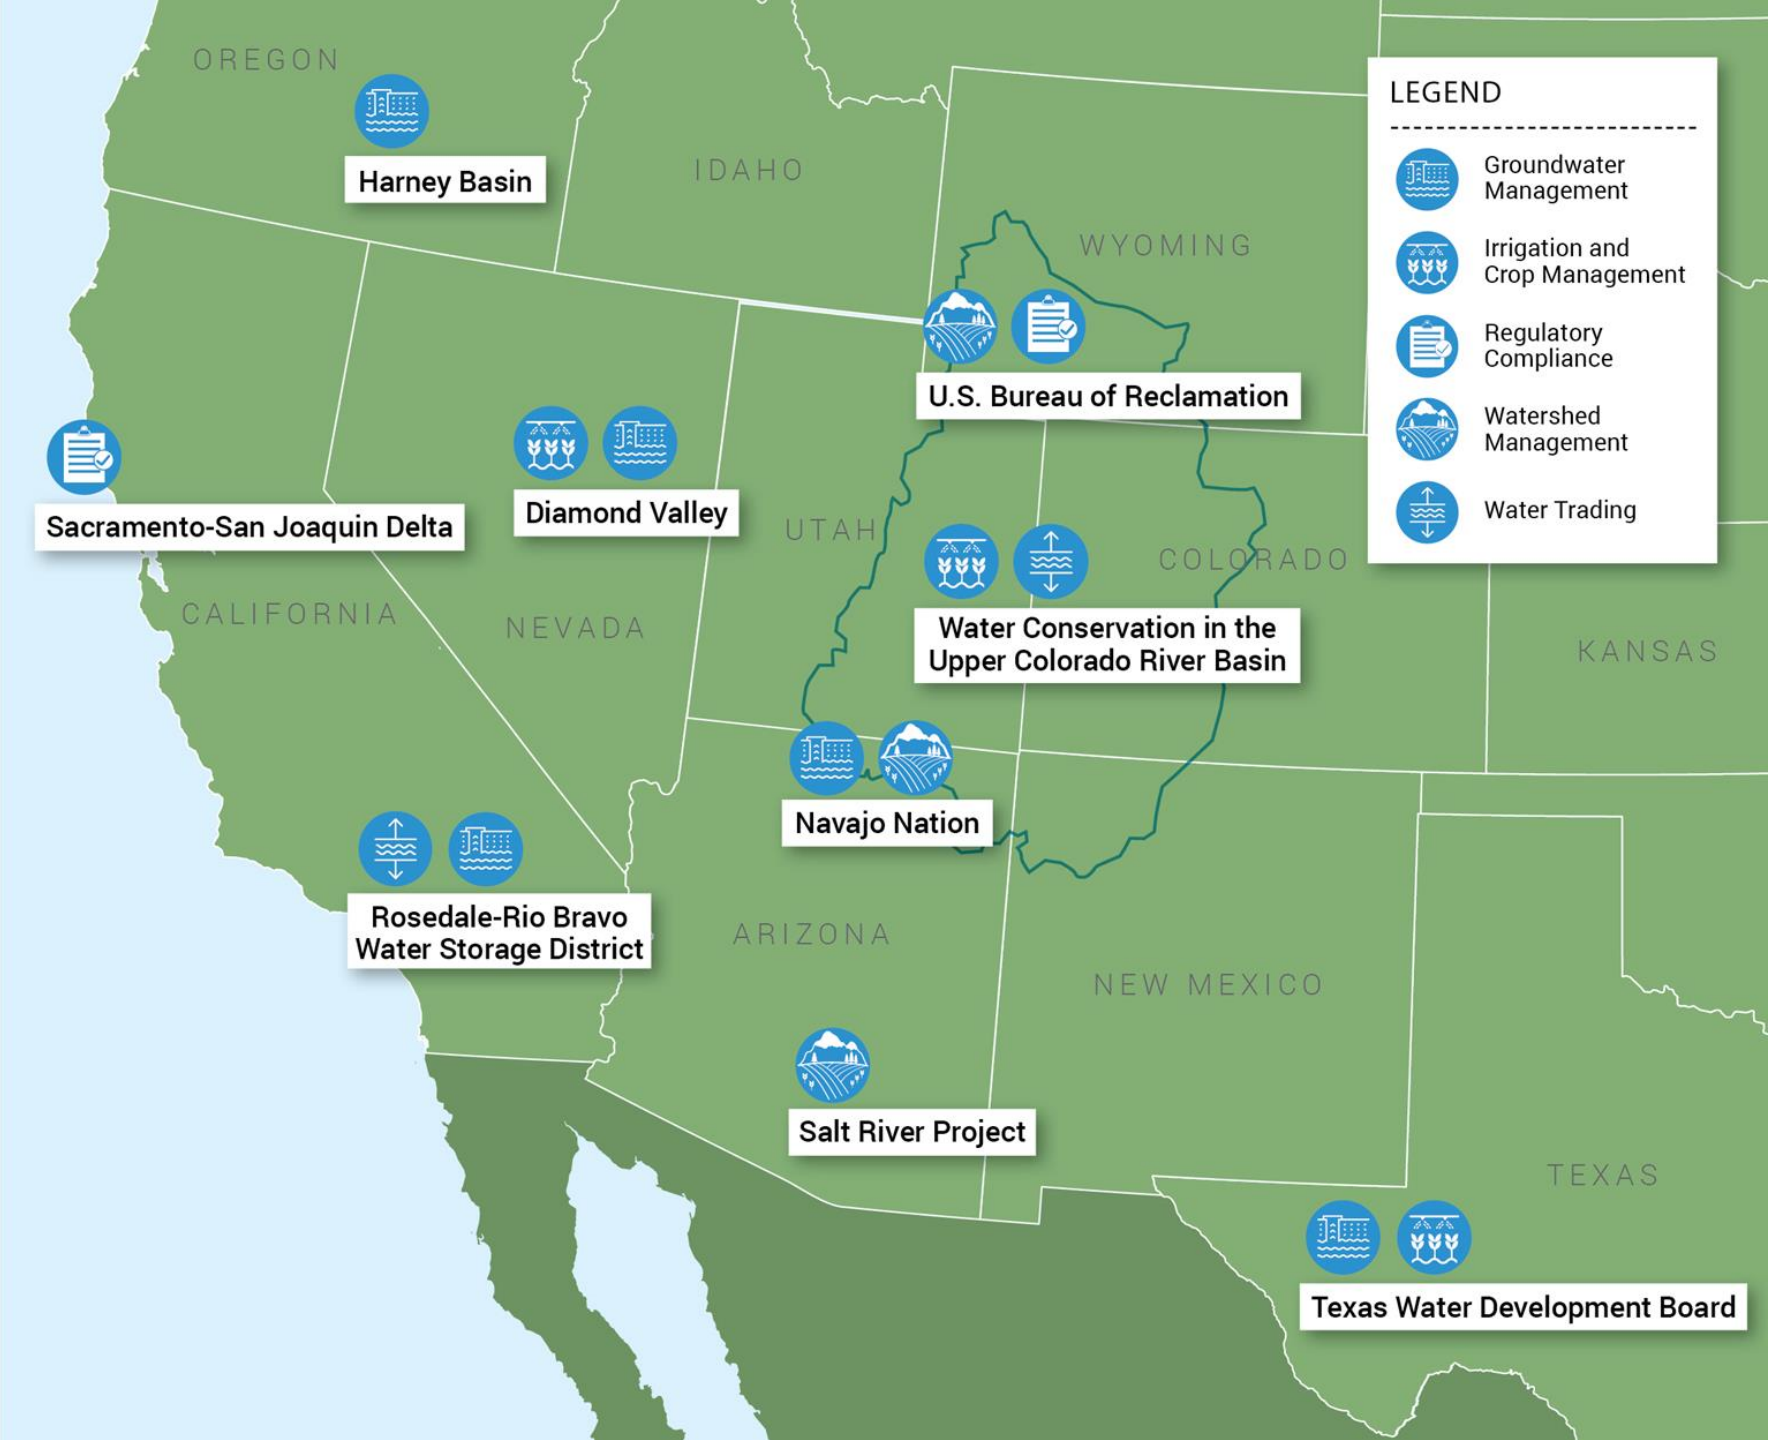 OREGON
Harney Basin
IDAHO
WYOMING
LEGEND
Groundwater
Management
Irrigation and
Crop Management
Regulatory
Compliance
Watershed
Management
Water Trading
U.S. Bureau of Reclamation
Sacramento-San Joaquin Delta
Diamond Valley
UTAH
COLORADO
CALIFORNIA
NEVADA
Water Conservation in the
Upper Colorado River Basin
KANSAS
Navajo Nation
Rosedale-Rio Bravo
Water Storage District
ARIZONA
NEW MEXICO
Salt River Project
TEXAS
Texas Water Development Board